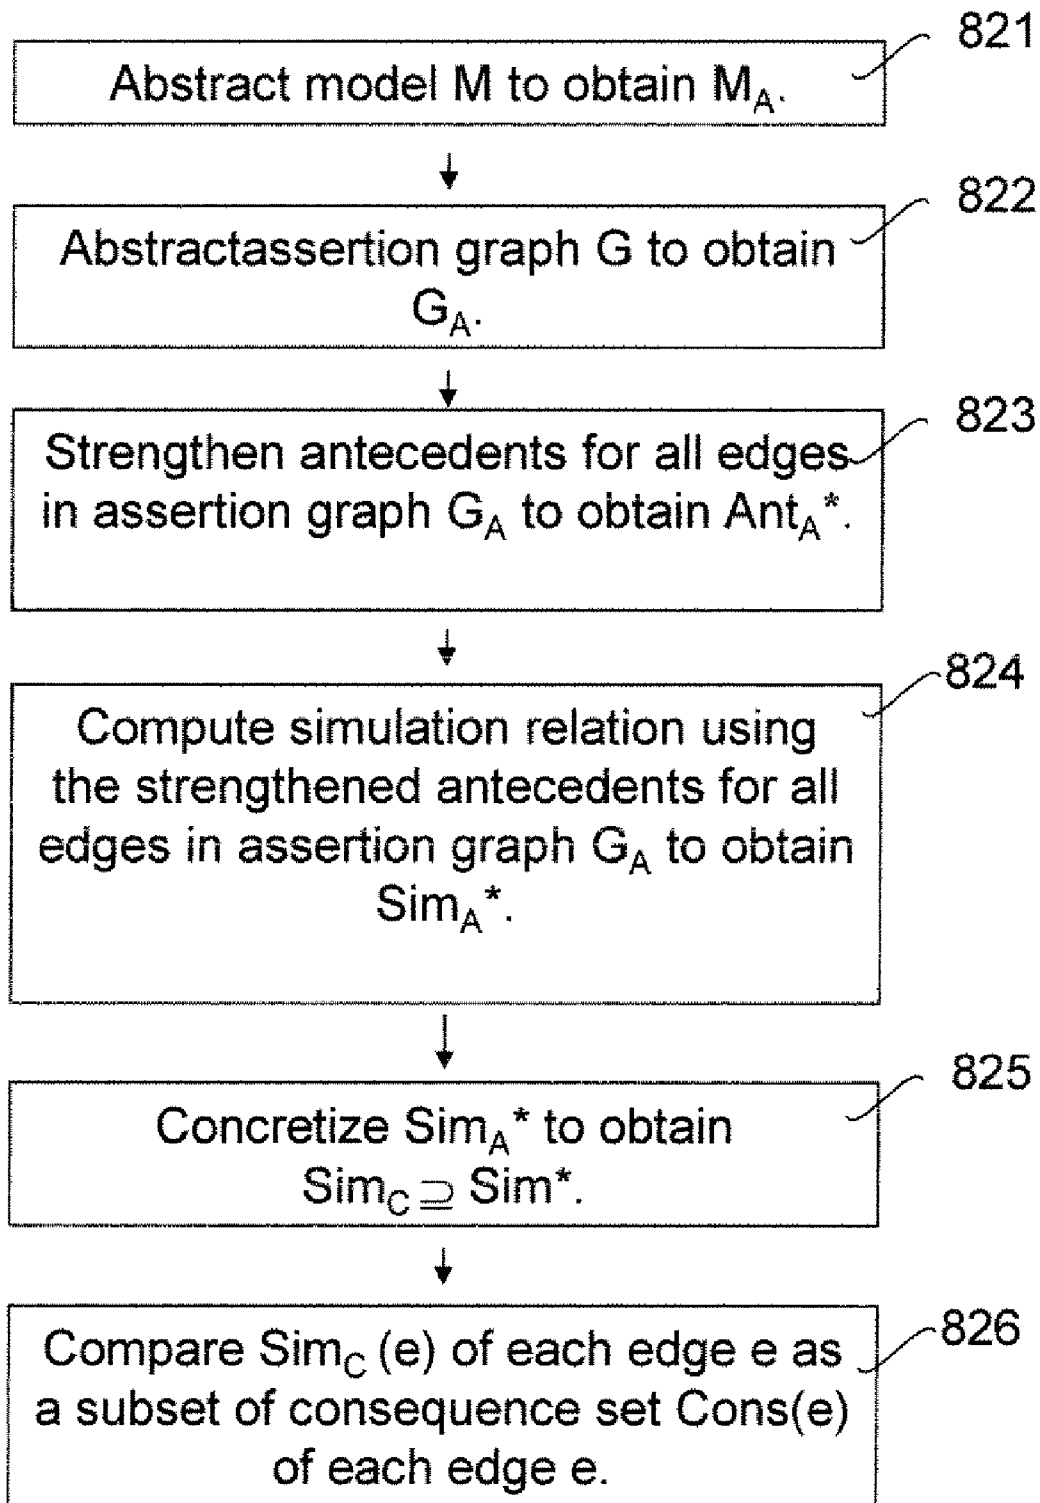 821
Abstract model M to obtain M_A.
822
Abstractassertion graph G to obtain
G_A.
823
Strengthen antecedents for all edges
in assertion graph G_A to obtain Ant_A*.
824
Compute simulation relation using
the strengthened antecedents for all
edges in assertion graph G_A to obtain
Sim_A*.
825
Concretize Sim_A* to obtain
Sim_C ⊇ Sim*.
826
Compare Sim_C (e) of each edge e as
a subset of consequence set Cons(e)
of each edge e.